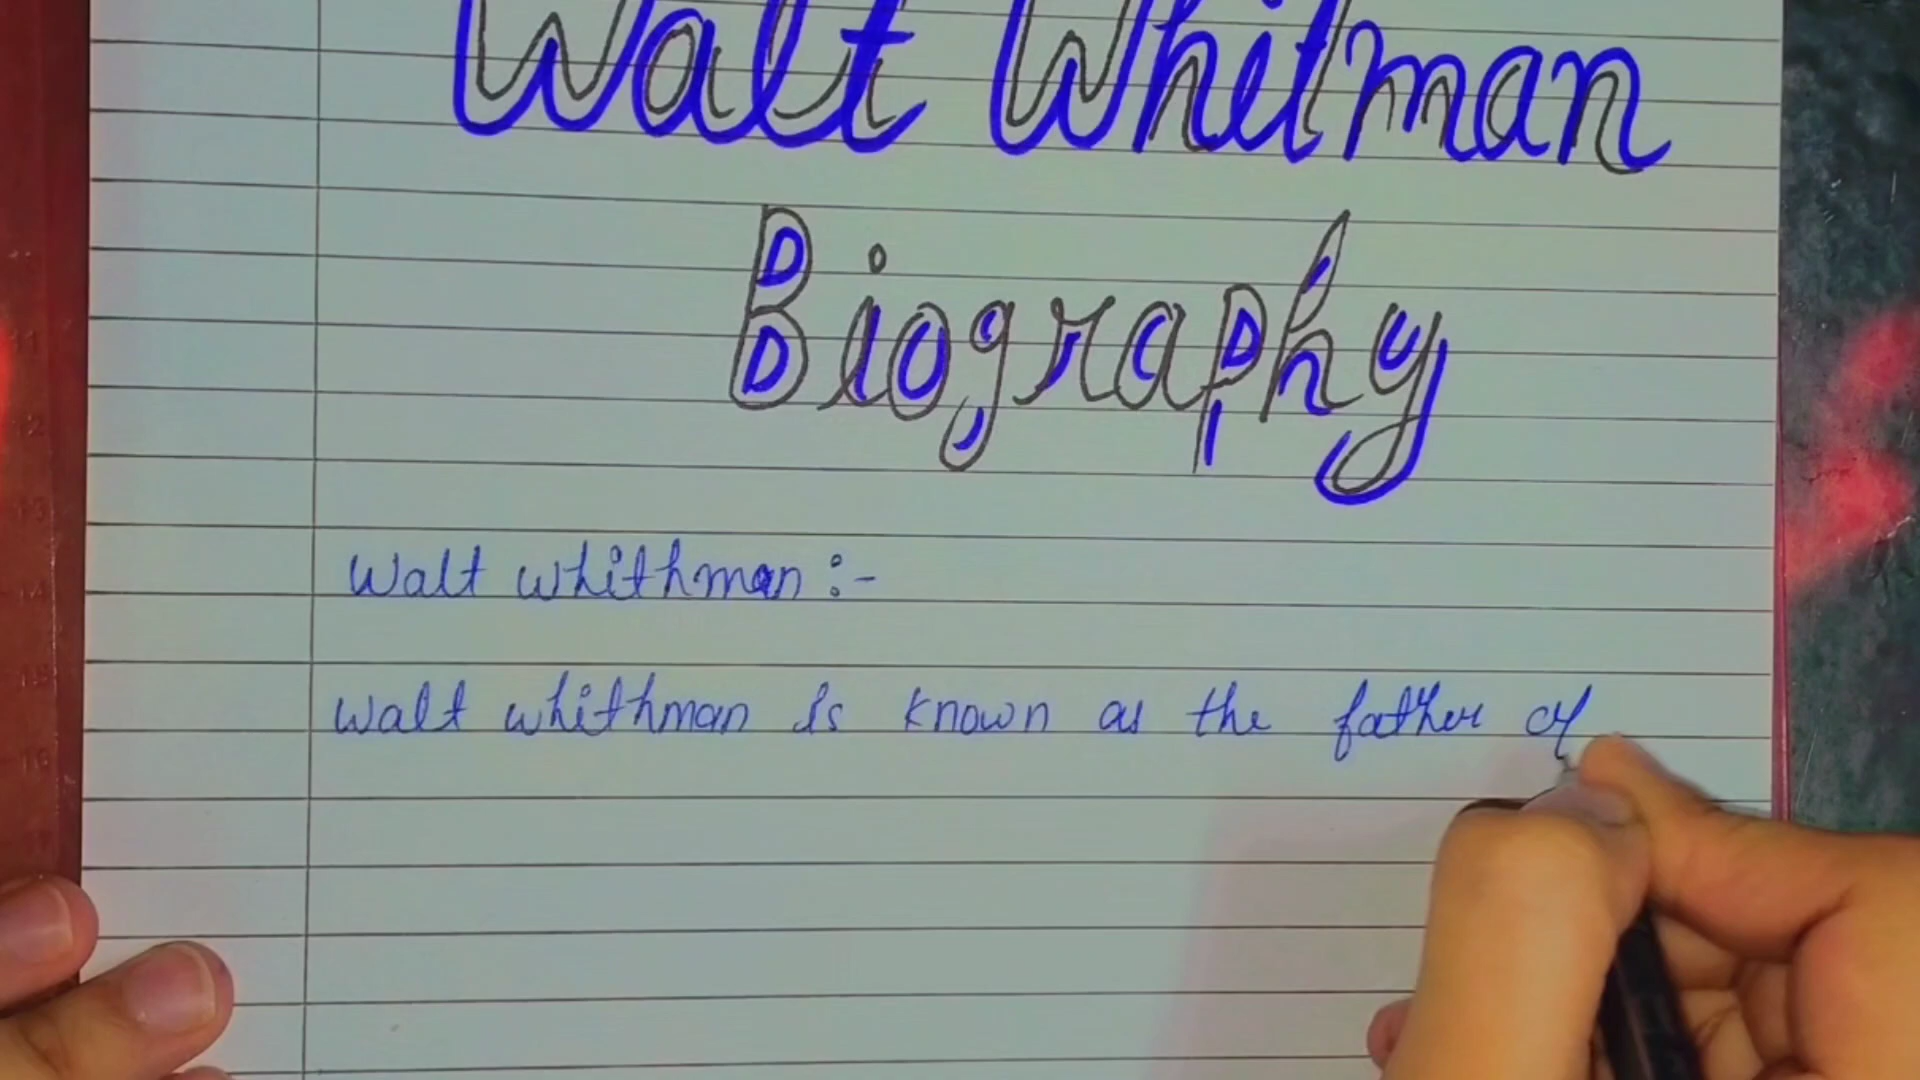 Walt Whitman
Biography
Walt whithman :-
Walt whithman is known as the father of